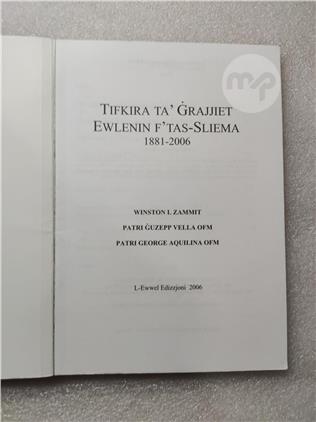 TIFKIRA TA' ĠRAJJIET
EWLENIN F'TAS-SLIEMA
1881-2006
WINSTON L ZAMMIT
PATRI ĠUZEPP VELLA OFM
PATRI GEORGE AQUILINA OFM
L-Ewwel Edizzjoni 2006